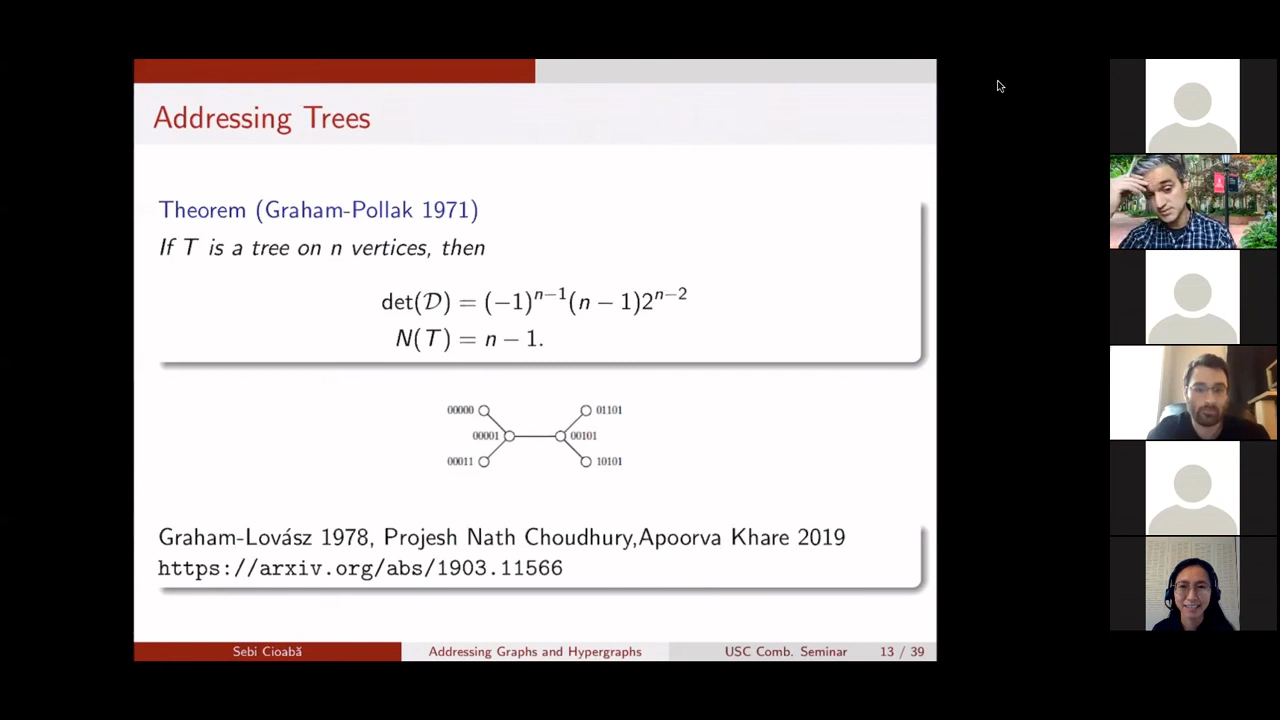 Addressing Trees
Theorem (Graham-Pollak 1971)
If T is a tree on n vertices, then
det(𝒟) = (−1)ⁿ⁻¹(n − 1)2ⁿ⁻²
N(T) = n − 1.
00000
01101
00001
00101
00011
10101
Graham-Lovász 1978, Projesh Nath Choudhury,Apoorva Khare 2019
https://arxiv.org/abs/1903.11566
Sebi Cioabă
Addressing Graphs and Hypergraphs
USC Comb. Seminar
13 / 39